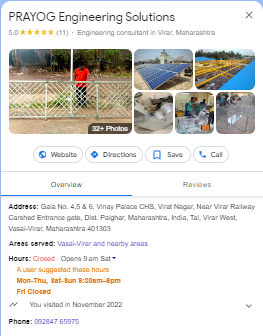 PRAYOG Engineering Solutions
5.0 ★★★★★ (11) · Engineering consultant in Virar, Maharashtra
32+ Photos
Website
Directions
Save
Call
Overview
Reviews
Address: Gala No. 4,5 & 6, Vinay Palace CHS, Virat Nagar, Near Virar Railway
Carshed Entrance gate, Dist. Palghar, Maharashtra, India, Tal, Virar West,
Vasai-Virar, Maharashtra 401303
Areas served: Vasai-Virar and nearby areas
Hours: Closed · Opens 9 am Sat
A user suggested these hours
Mon-Thu, Sat-Sun 9:30am–6pm
Fri Closed
You visited in November 2022
Phone: 092847 65975